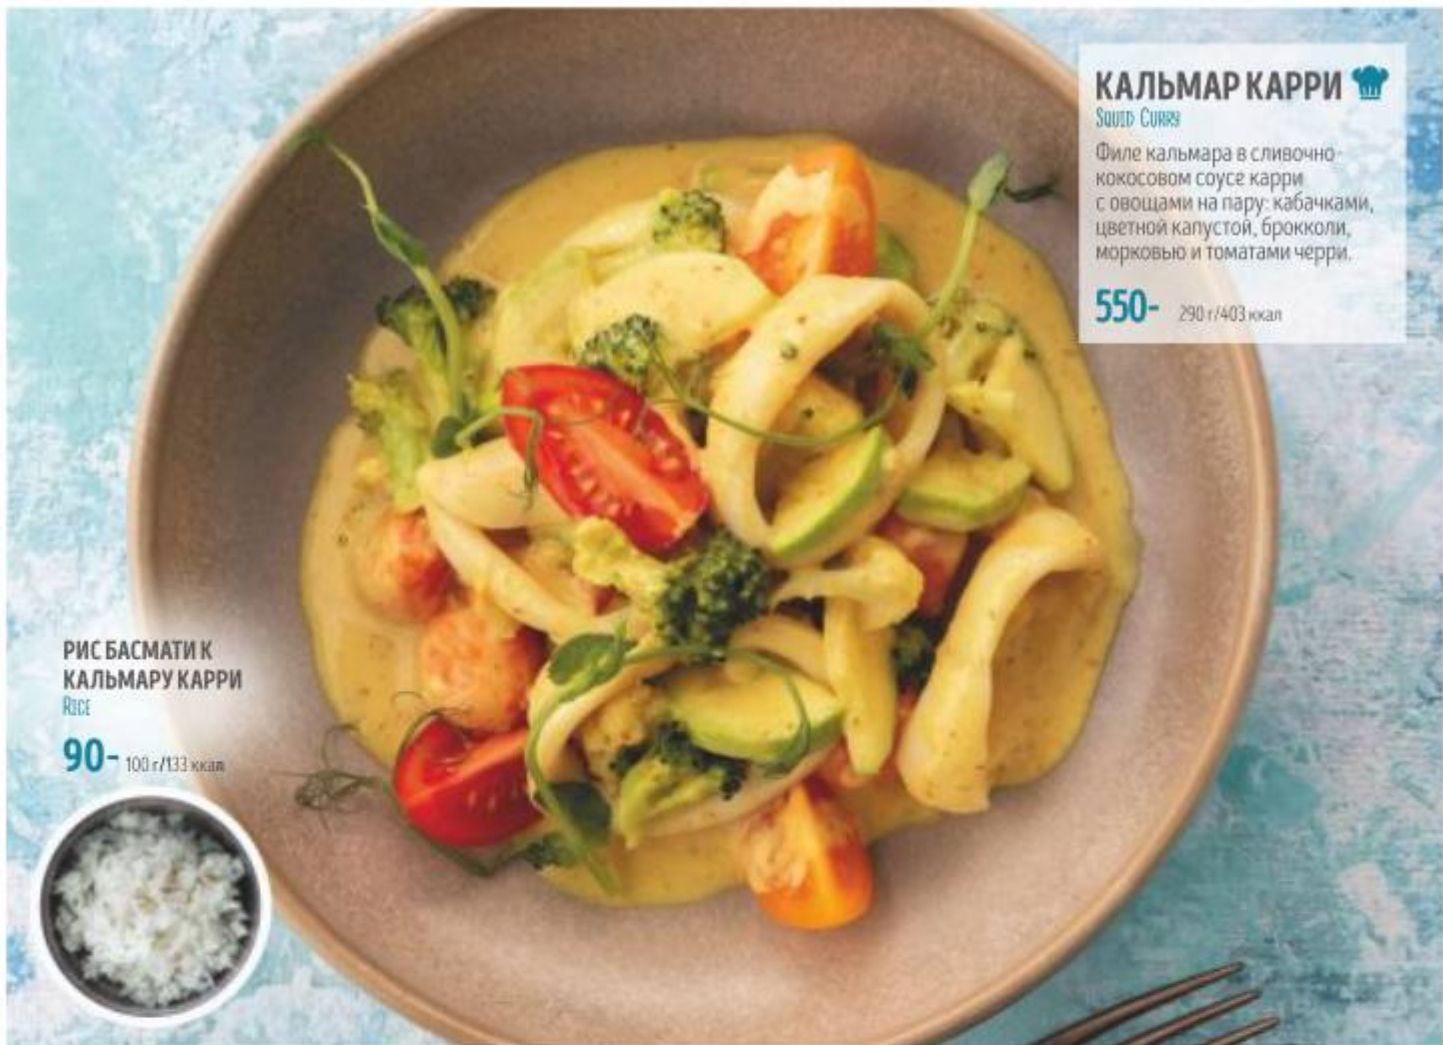 КАЛЬМАР КАРРИ
Squid Curry
Филе кальмара в сливочно-
кокосовом соусе карри
с овощами на пару: кабачками,
цветной капустой, брокколи,
морковью и томатами черри.
550- 290 г/403 ккал
РИС БАСМАТИ К
КАЛЬМАРУ КАРРИ
Rice
90- 100 г/133 ккал